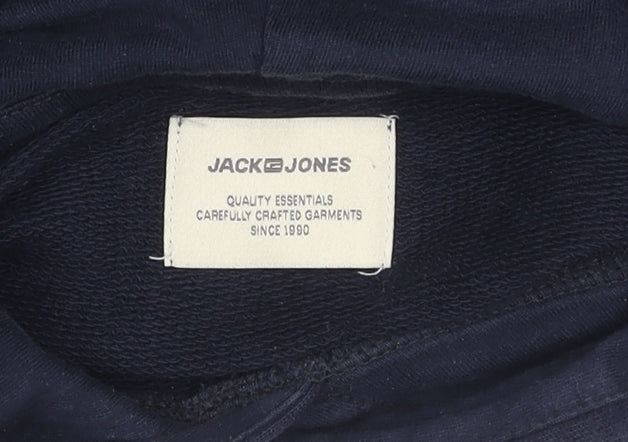 JACK & JONES
QUALITY ESSENTIALS
CAREFULLY CRAFTED GARMENTS
SINCE 1990